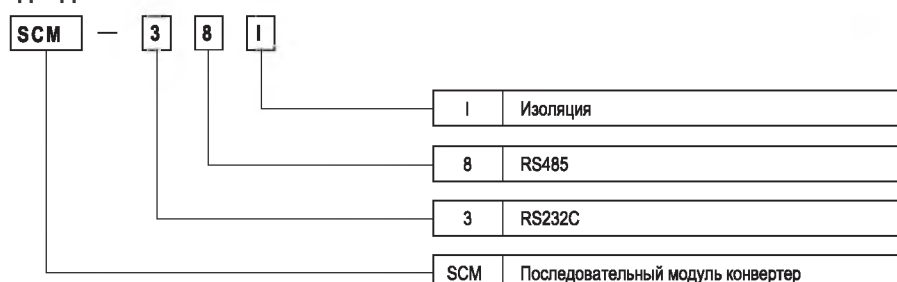 SCM — 3 8 I
I Изоляция
8 RS485
3 RS232C
SCM Последовательный модуль конвертер